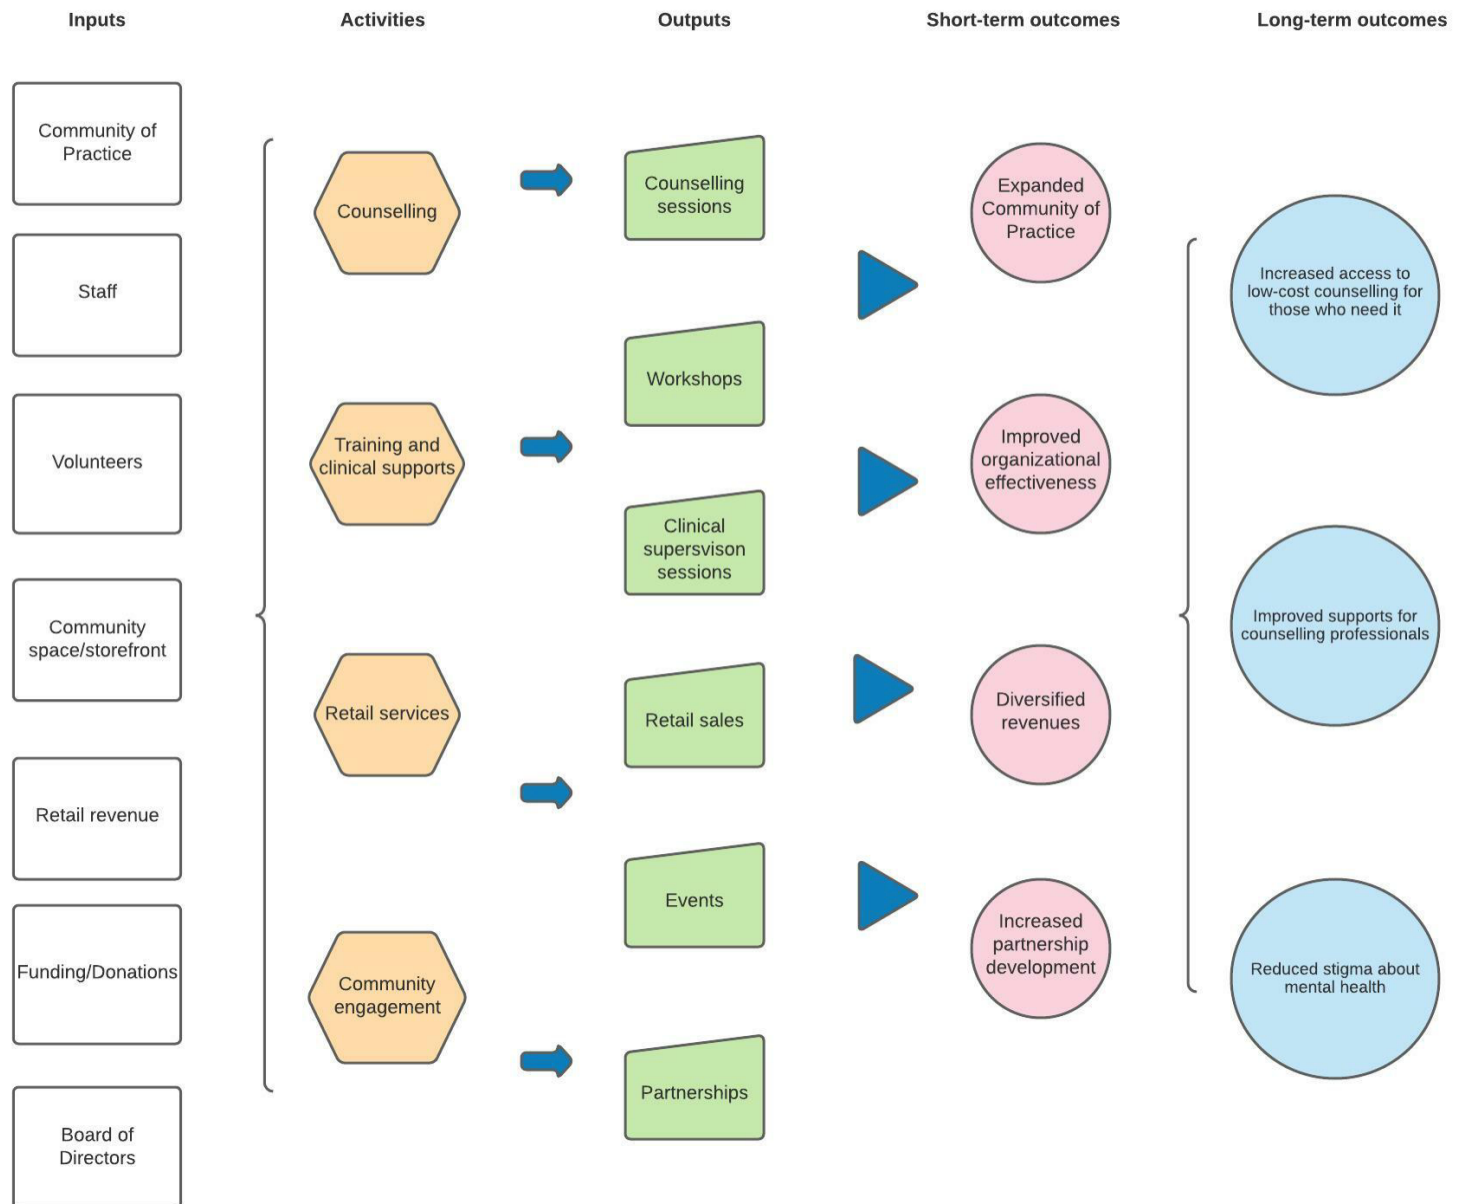 Inputs
Activities
Outputs
Short-term outcomes
Long-term outcomes
Community of
Practice
Staff
Volunteers
Community
space/storefront
Retail revenue
Funding/Donations
Board of
Directors
Counselling
Training and
clinical supports
Retail services
Community
engagement
Counselling
sessions
Workshops
Clinical
supersvison
sessions
Retail sales
Events
Partnerships
Expanded
Community of
Practice
Improved
organizational
effectiveness
Diversified
revenues
Increased
partnership
development
Increased access to
low-cost counselling for
those who need it
Improved supports for
counselling professionals
Reduced stigma about
mental health